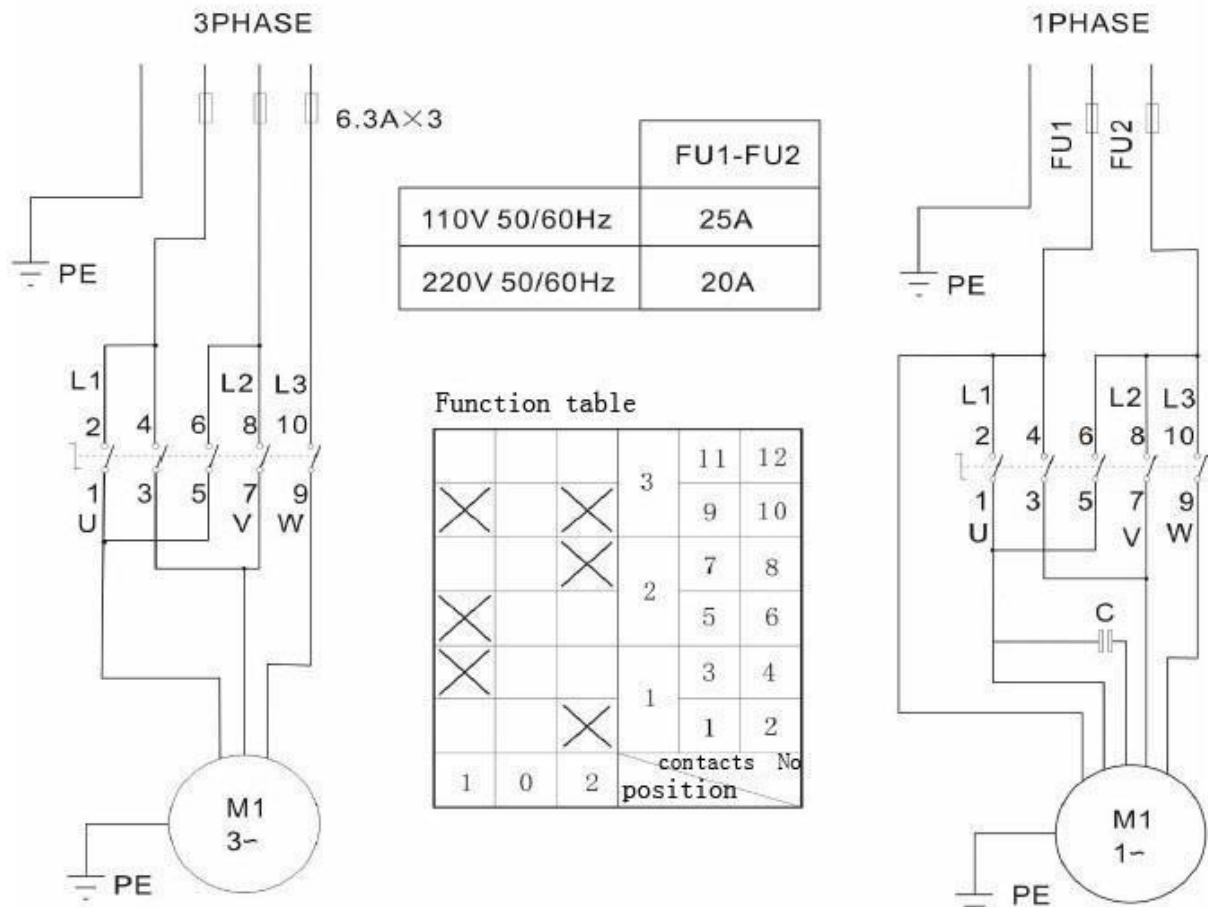 3PHASE
6.3A×3
PE
L1 L2 L3
2 4 6 8 10
1 3 5 7 9
U V W
M1
3~
PE
FU1-FU2
110V 50/60Hz 25A
220V 50/60Hz 20A
Function table
3 11 12
9 10
2 7 8
5 6
1 3 4
1 2
contacts No
1 0 2 position
1PHASE
FU1 FU2
PE
L1 L2 L3
2 4 6 8 10
1 3 5 7 9
U V W
C
M1
1~
PE